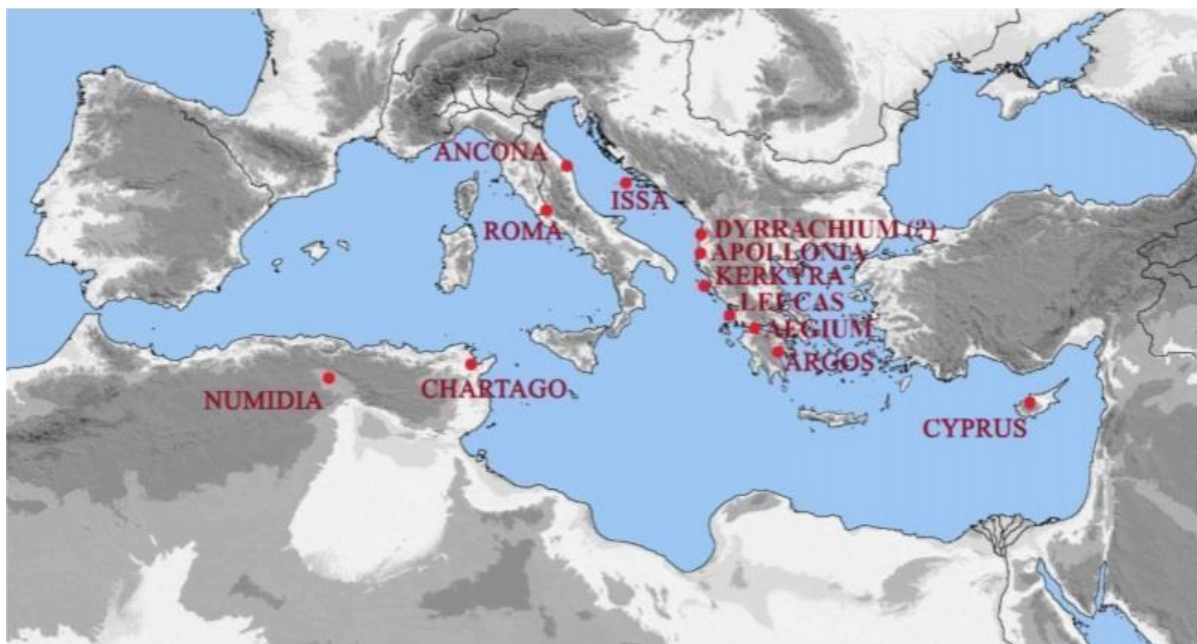 ANCONA
ISSA
ROMA
DYRRACHIUM (?)
APOLLONIA
KERKYRA
LEUCAS
AEGIUM
ARGOS
CHARTAGO
NUMIDIA
CYPRUS